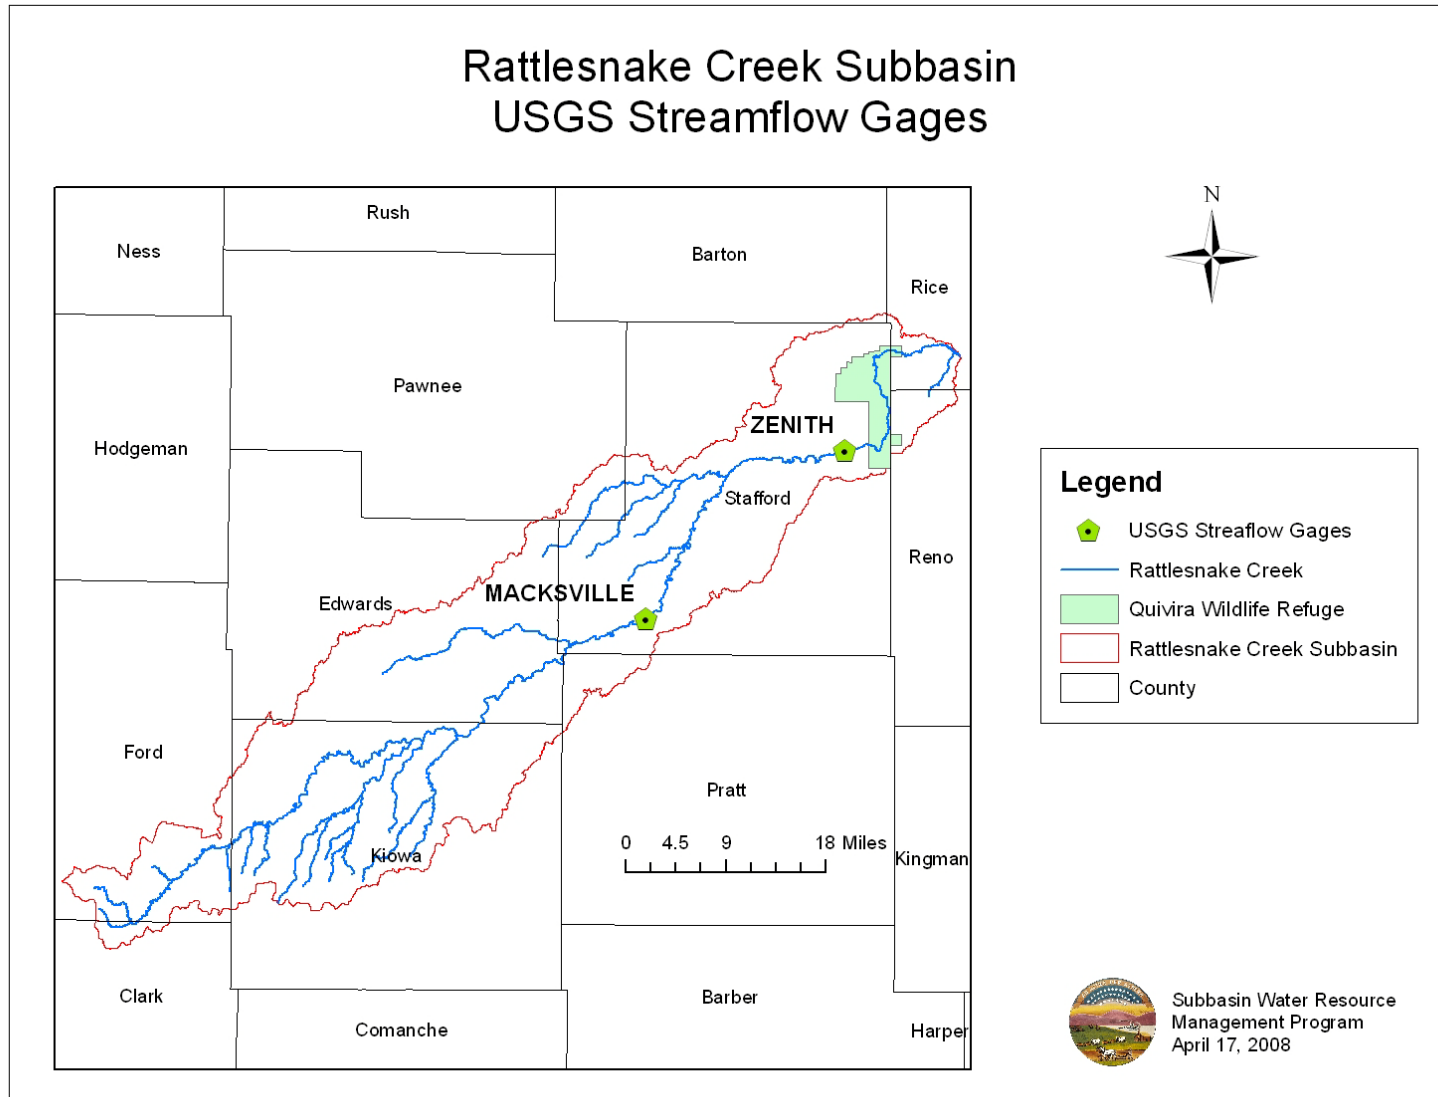 Rattlesnake Creek Subbasin
USGS Streamflow Gages
N
Rush
Ness
Barton
Rice
Pawnee
ZENITH
Hodgeman
Stafford
Reno
MACKSVILLE
Edwards
Ford
Pratt
0 4.5 9 18 Miles
Kiowa
Kingman
Clark
Barber
Comanche
Harper
Legend
USGS Streaflow Gages
Rattlesnake Creek
Quivira Wildlife Refuge
Rattlesnake Creek Subbasin
County
Subbasin Water Resource
Management Program
April 17, 2008